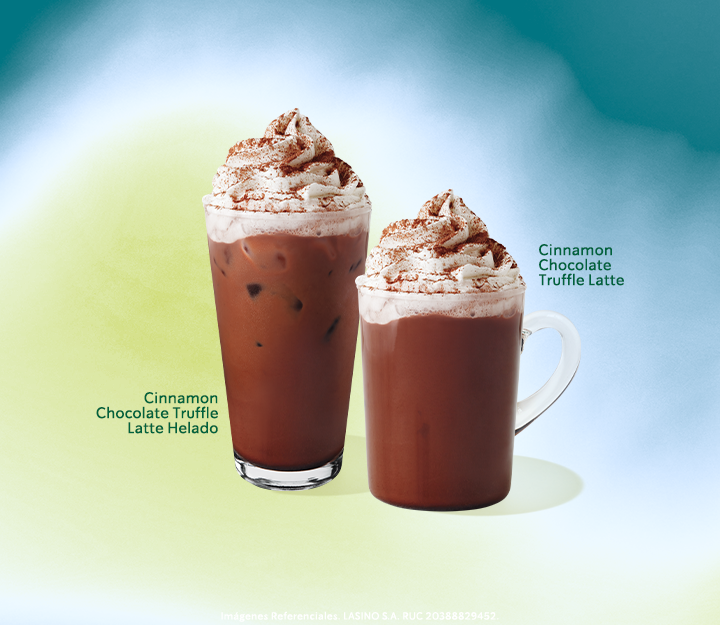 Cinnamon
Chocolate
Truffle Latte
Cinnamon
Chocolate Truffle
Latte Helado
Imágenes Referenciales. LASINO S.A. RUC 20388829452.